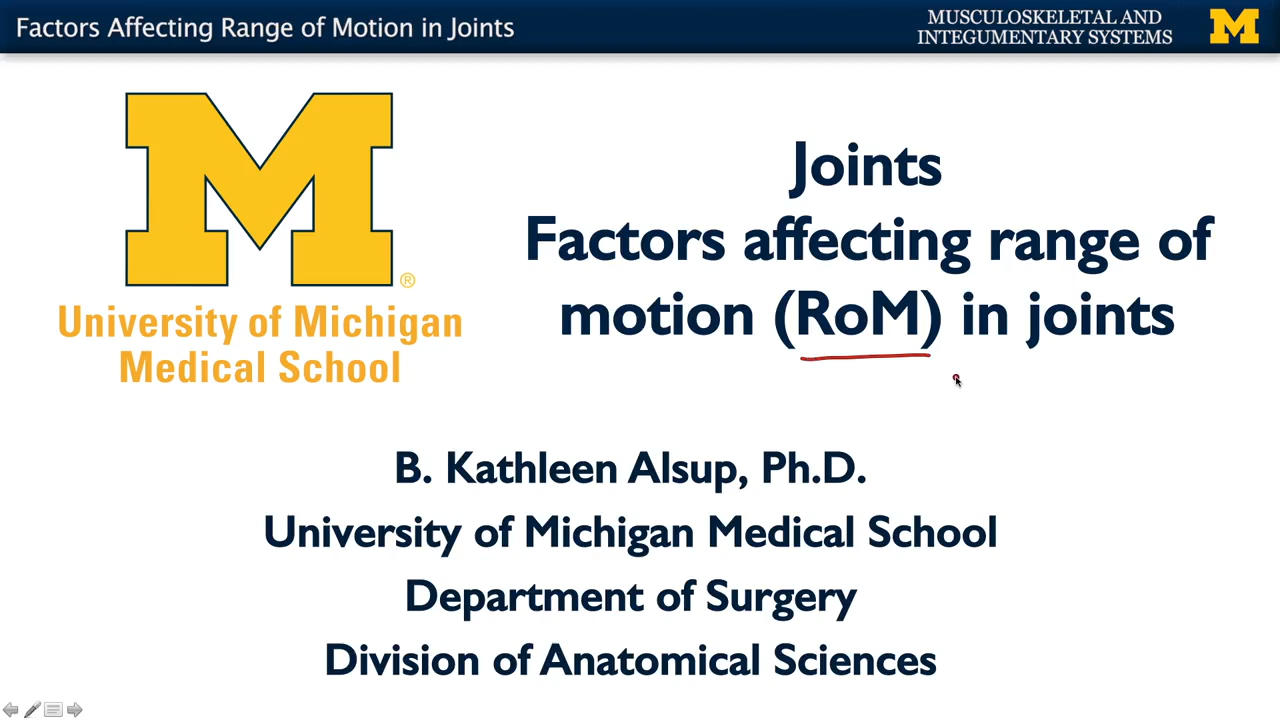 Factors Affecting Range of Motion in Joints
MUSCULOSKELETAL AND
INTEGUMENTARY SYSTEMS
M
M
®
University of Michigan
Medical School
Joints
Factors affecting range of
motion (RoM) in joints
B. Kathleen Alsup, Ph.D.
University of Michigan Medical School
Department of Surgery
Division of Anatomical Sciences